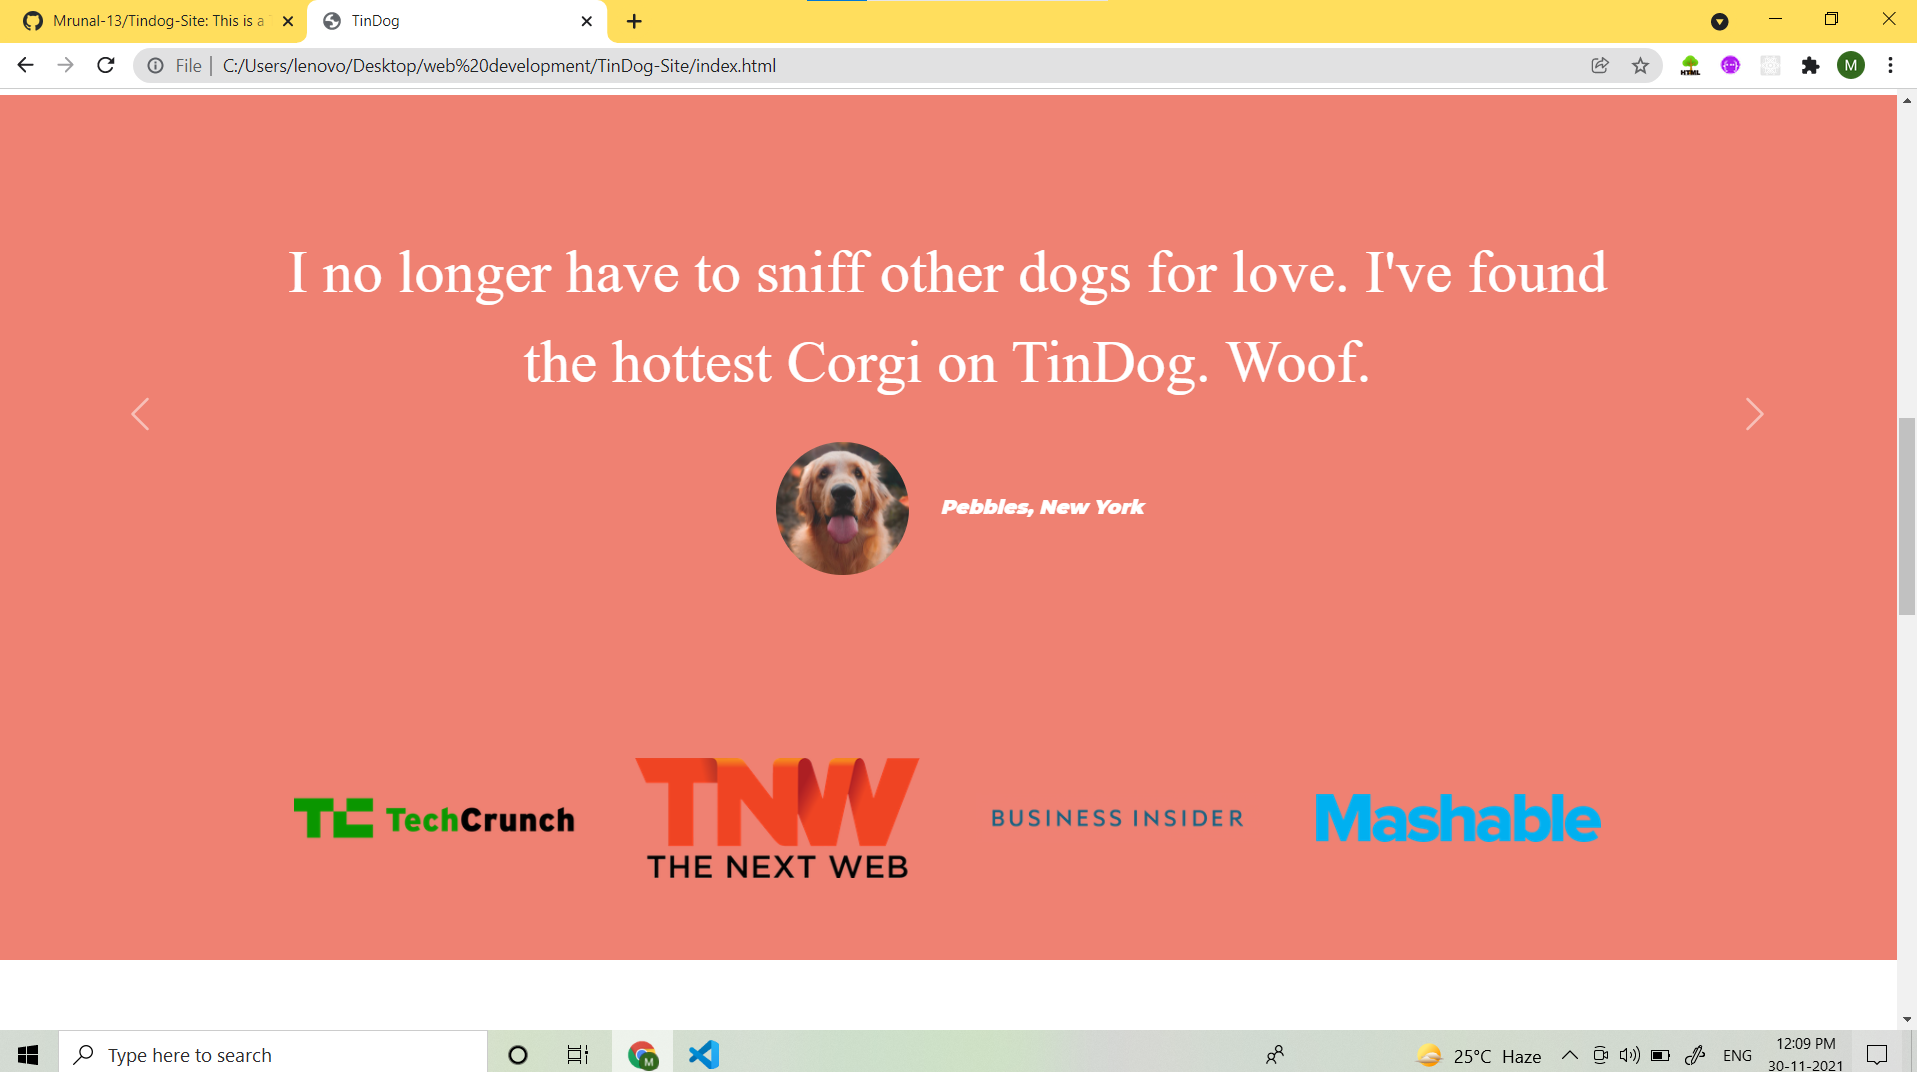 Mrunal-13/Tindog-Site: This is a
TinDog
File
C:/Users/lenovo/Desktop/web%20development/TinDog-Site/index.html
HTML
M
I no longer have to sniff other dogs for love. I've found
the hottest Corgi on TinDog. Woof.
Pebbles, New York
TC TechCrunch
TNW
THE NEXT WEB
BUSINESS INSIDER
Mashable
Type here to search
M
25°C Haze
ENG
12:09 PM
30-11-2021